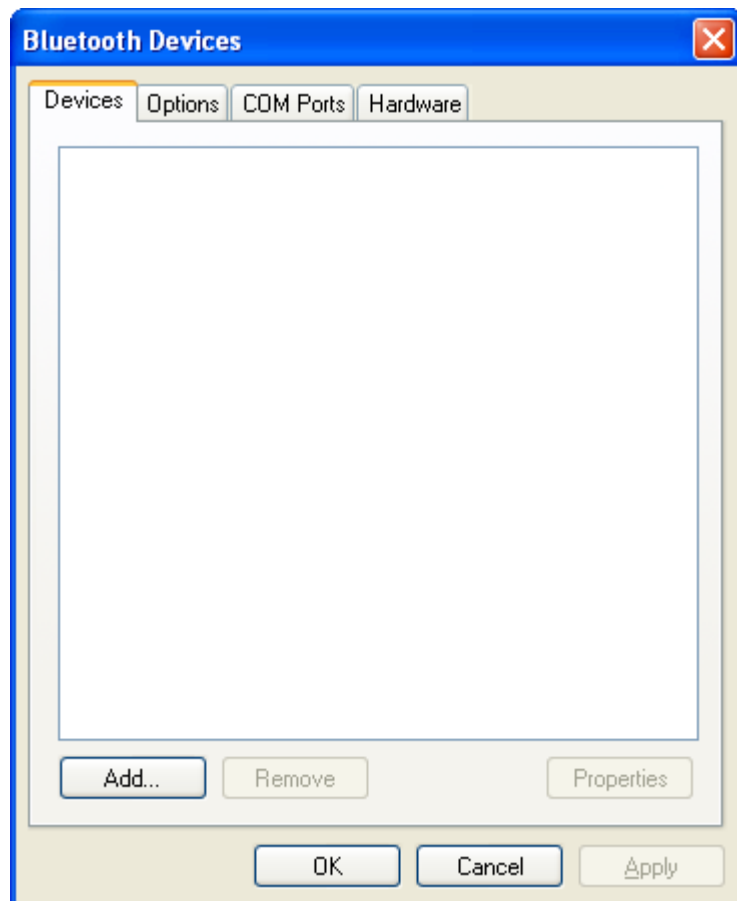 Bluetooth Devices
Devices Options COM Ports Hardware
Add... Remove Properties
OK Cancel Apply